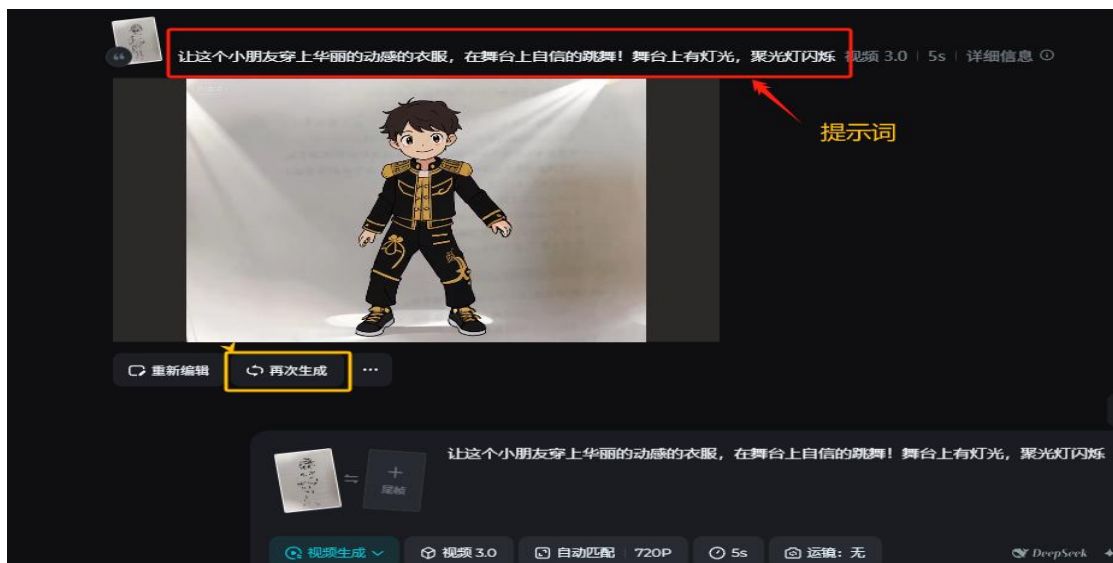 让这个小朋友穿上华丽的动感的衣服，在舞台上自信的跳舞！舞台上有灯光，聚光灯闪烁 视频 3.0 | 5s | 详细信息
提示词
重新编辑 再次生成 ...
让这个小朋友穿上华丽的动感的衣服，在舞台上自信的跳舞！舞台上有灯光，聚光灯闪烁
尾帧
视频生成 视频 3.0 自动匹配 | 720P 5s 运镜：无 DeepSeek